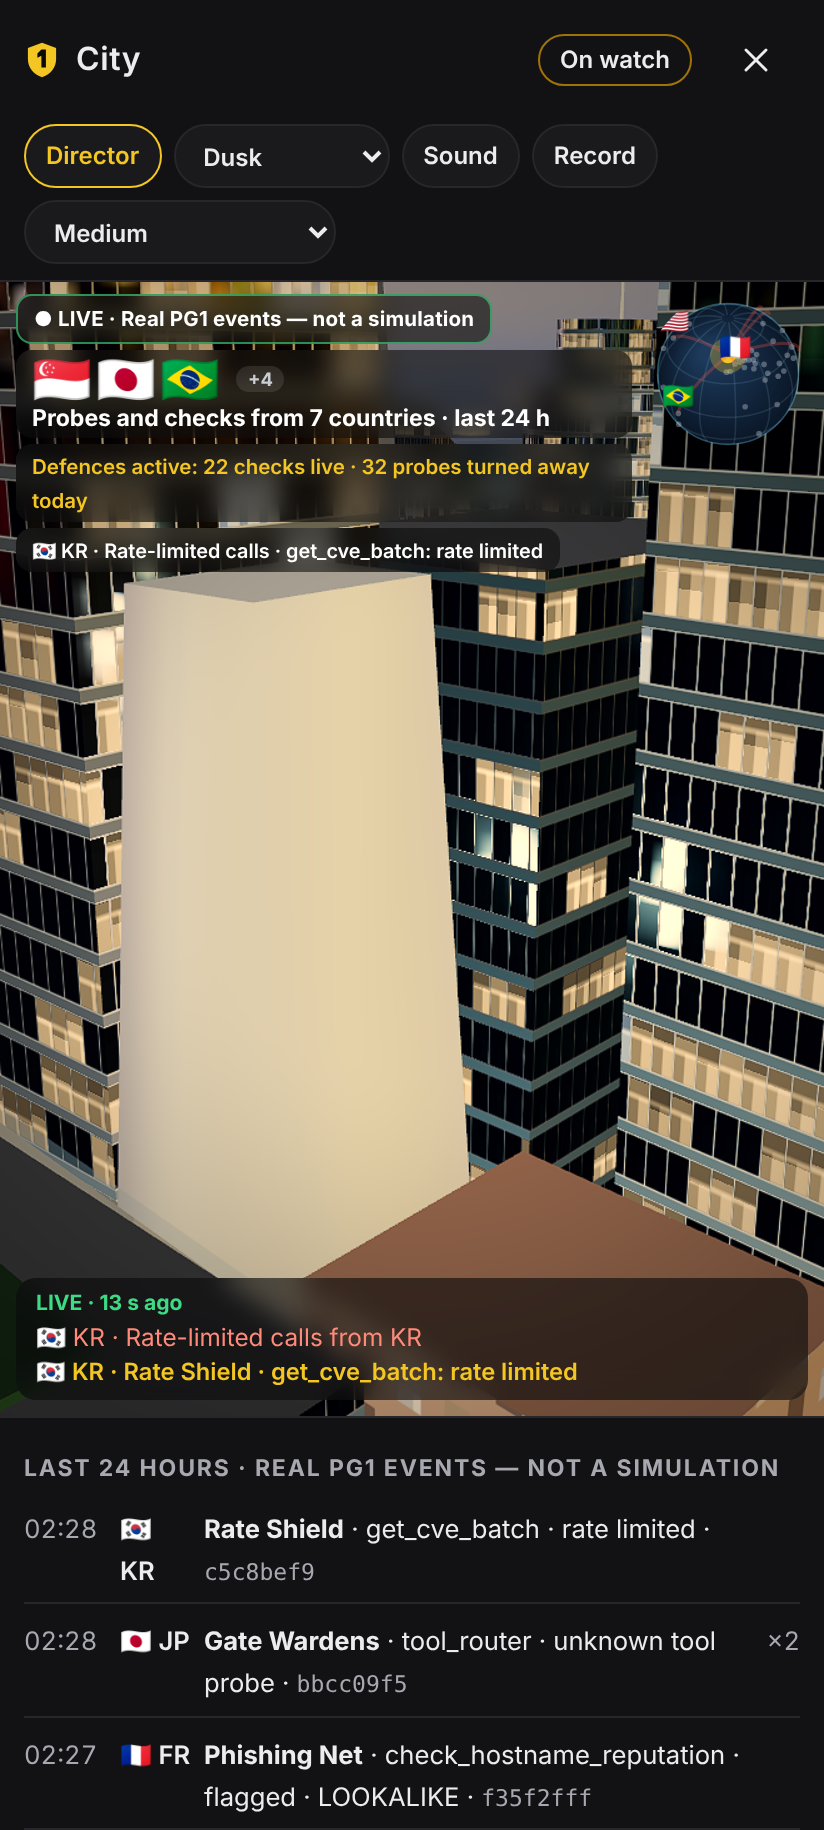 1 City
On watch
Director
Dusk
Sound
Record
Medium
LIVE · Real PG1 events — not a simulation
+4
Probes and checks from 7 countries · last 24 h
Defences active: 22 checks live · 32 probes turned away
today
KR · Rate-limited calls · get_cve_batch: rate limited
LIVE · 13 s ago
KR · Rate-limited calls from KR
KR · Rate Shield · get_cve_batch: rate limited
LAST 24 HOURS · REAL PG1 EVENTS — NOT A SIMULATION
02:28 Rate Shield · get_cve_batch · rate limited ·
KR c5c8bef9
02:28 JP Gate Wardens · tool_router · unknown tool ×2
probe · bbcc09f5
02:27 FR Phishing Net · check_hostname_reputation ·
flagged · LOOKALIKE · f35f2fff